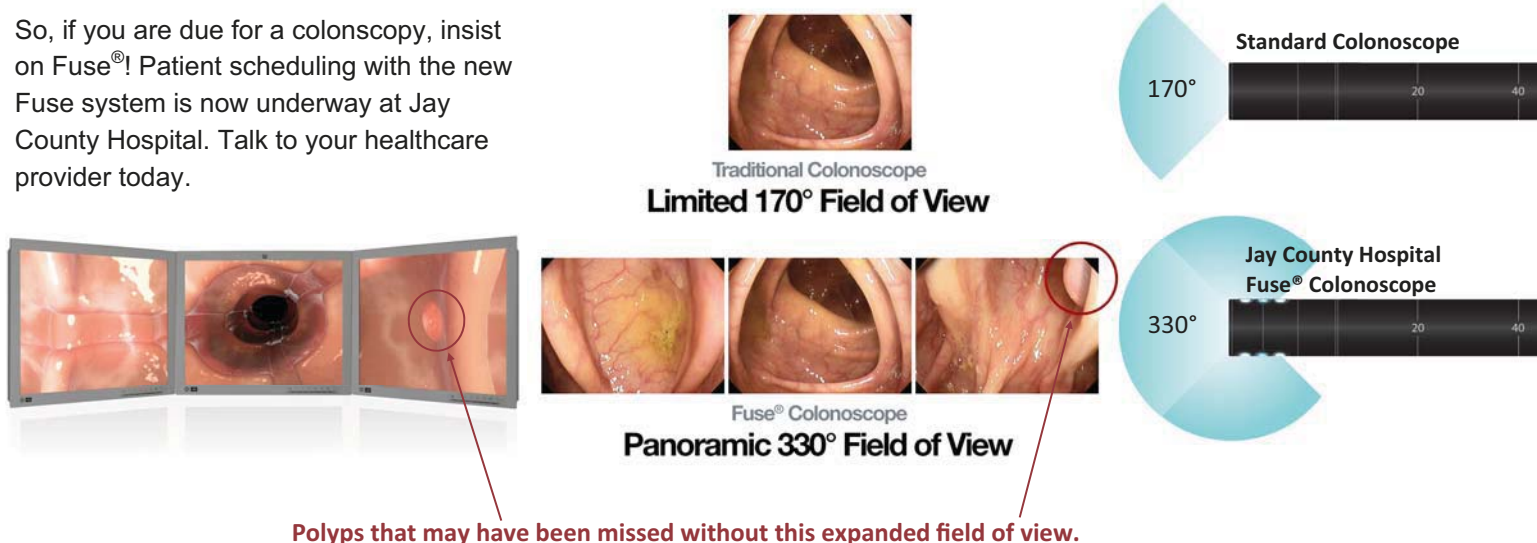 So, if you are due for a colonscopy, insist
on Fuse®! Patient scheduling with the new
Fuse system is now underway at Jay
County Hospital. Talk to your healthcare
provider today.
Traditional Colonoscope
Limited 170° Field of View
Standard Colonoscope
170°
20
40
Fuse® Colonoscope
Panoramic 330° Field of View
Jay County Hospital
Fuse® Colonoscope
330°
20
40
Polyps that may have been missed without this expanded field of view.